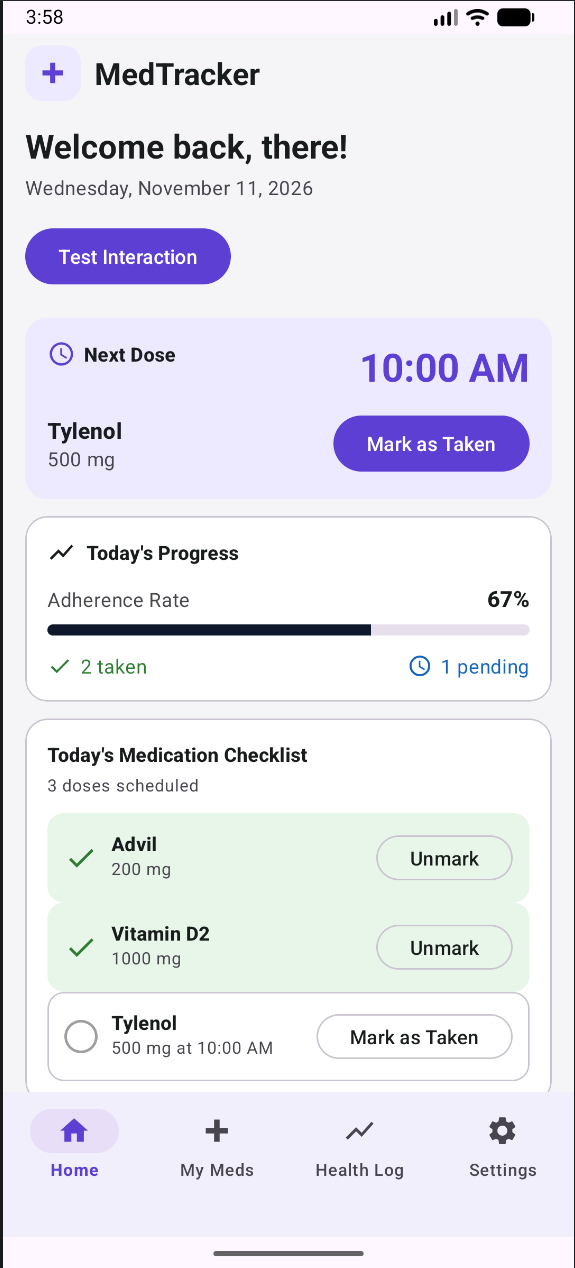 3:58
MedTracker
Welcome back, there!
Wednesday, November 11, 2026
Test Interaction
Next Dose
10:00 AM
Tylenol
500 mg
Mark as Taken
Today's Progress
Adherence Rate
67%
2 taken
1 pending
Today's Medication Checklist
3 doses scheduled
Advil
200 mg
Unmark
Vitamin D2
1000 mg
Unmark
Tylenol
500 mg at 10:00 AM
Mark as Taken
Home
My Meds
Health Log
Settings